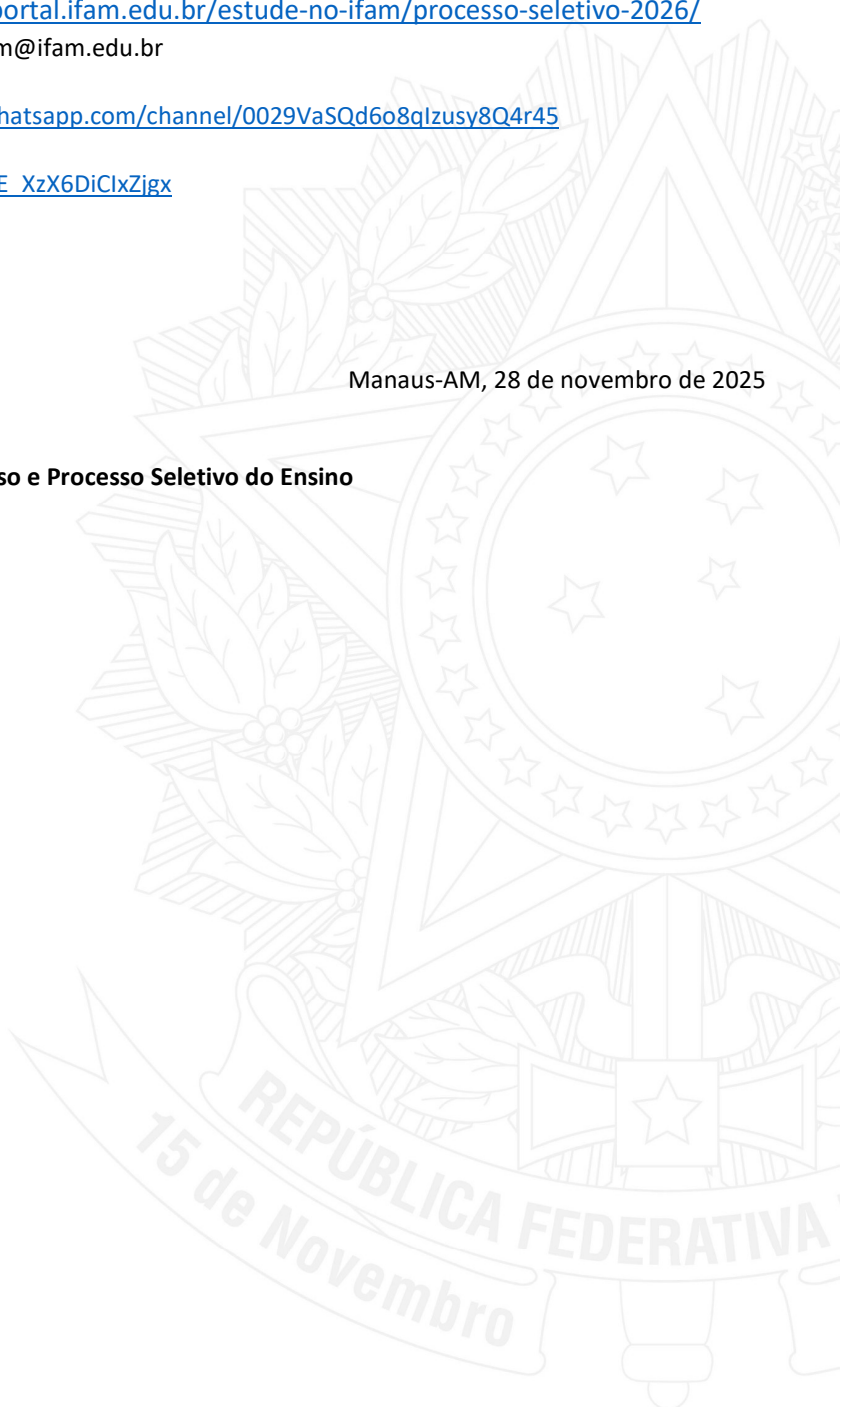 portal.ifam.edu.br/estude-no-ifam/processo-seletivo-2026/
m@ifam.edu.br
hatsapp.com/channel/0029VaSQd6o8qIzusy8Q4r45
E_XzX6DiCIxZjgx
Manaus-AM, 28 de novembro de 2025
so e Processo Seletivo do Ensino
REPÚBLICA FEDERATIVA
15 de Novembro